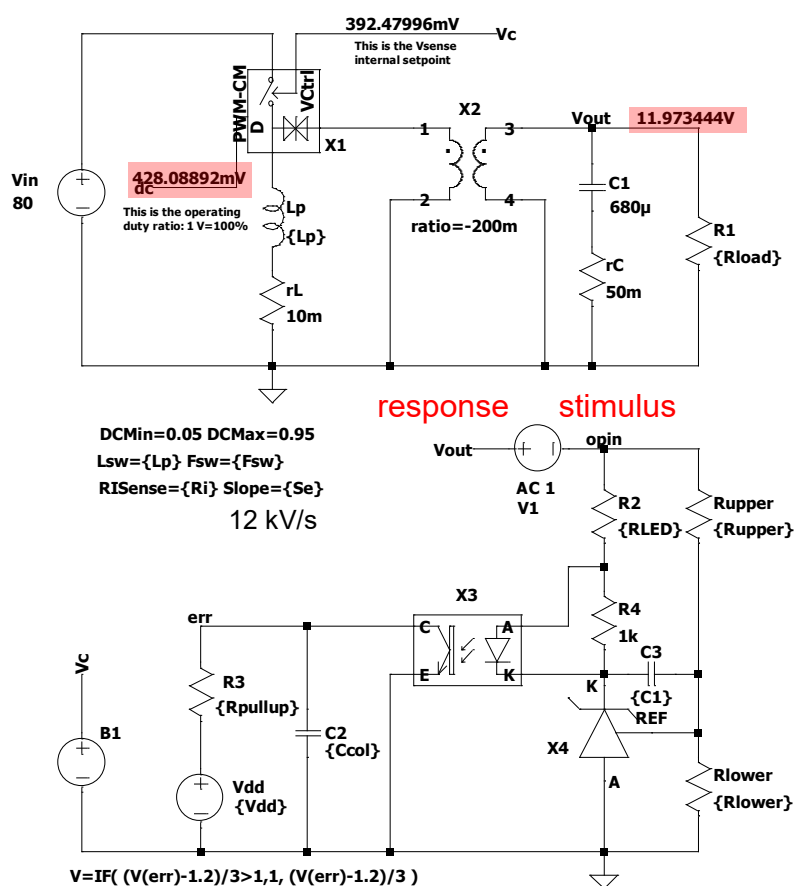 392.47996mV
Vc
This is the Vsense
internal setpoint
PWM-CM
VCtrl
D
X1
X2
1
3
2
4
ratio=-200m
Vout
11.973444V
Vin
80
428.08892mV
dc
This is the operating
duty ratio: 1 V=100%
Lp
{Lp}
rL
10m
C1
680µ
rC
50m
R1
{Rload}
response
stimulus
DCMin=0.05 DCMax=0.95
Lsw={Lp} Fsw={Fsw}
RISense={Ri} Slope={Se}
12 kV/s
Vout
opin
AC 1
V1
R2
{RLED}
Rupper
{Rupper}
X3
C
A
E
K
R4
1k
C3
{C1}
K
REF
X4
A
Rlower
{Rlower}
err
Vc
R3
{Rpullup}
B1
C2
{Ccol}
Vdd
{Vdd}
V=IF( (V(err)-1.2)/3>1,1, (V(err)-1.2)/3 )